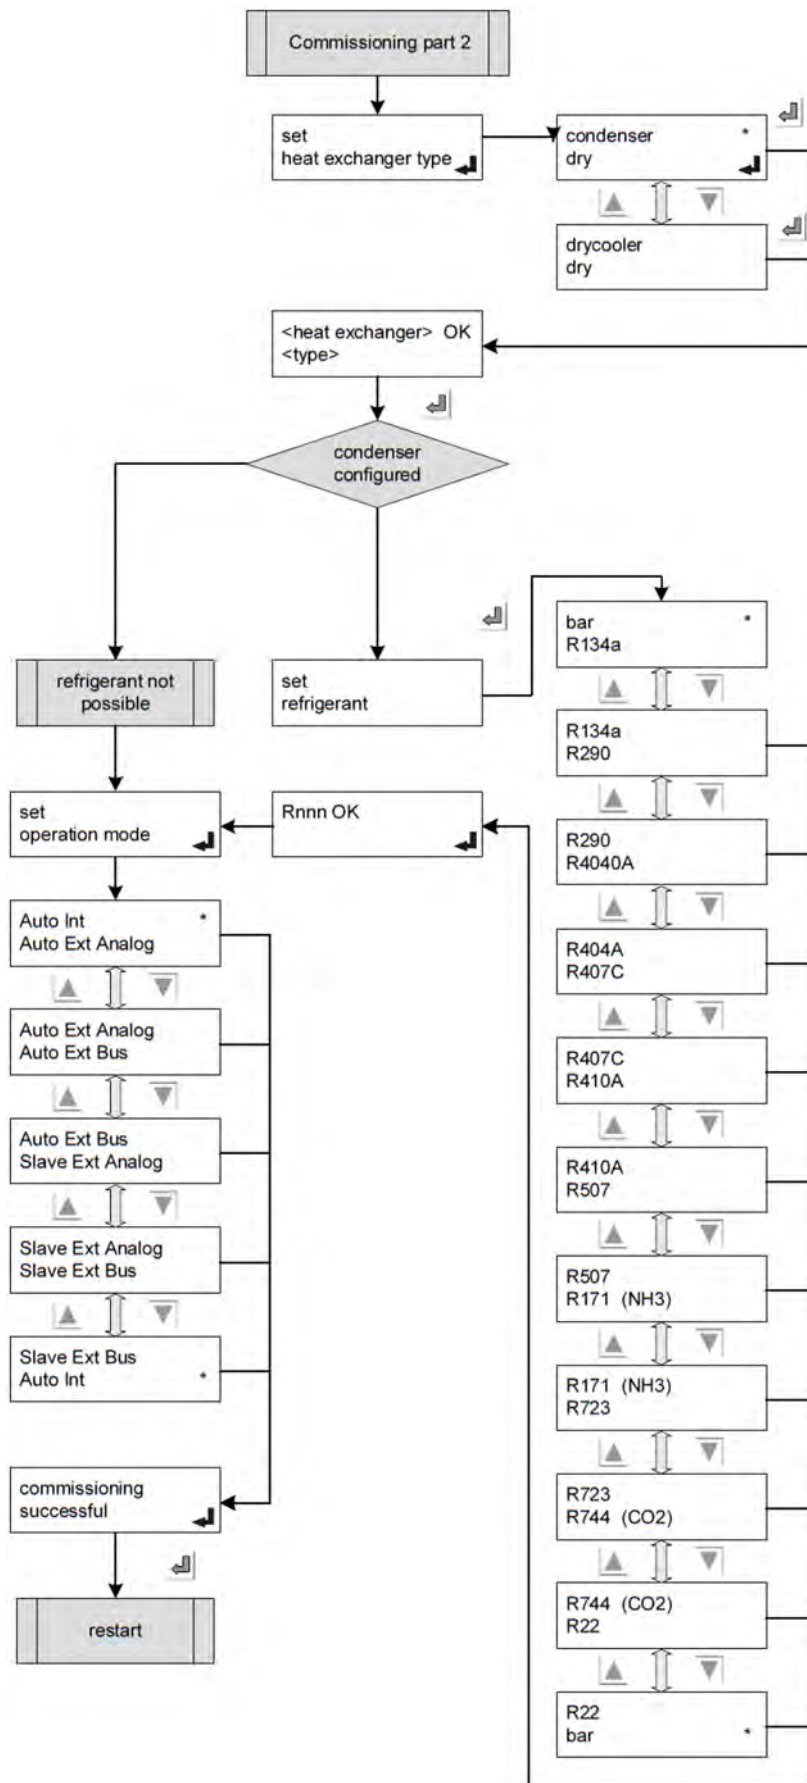 Commissioning part 2
set
heat exchanger type
condenser *
dry
drycooler
dry
<heat exchanger> OK
<type>
condenser
configured
refrigerant not
possible
set
refrigerant
bar *
R134a
R134a
R290
R290
R4040A
R404A
R407C
R407C
R410A
R410A
R507
R507
R171 (NH3)
R171 (NH3)
R723
R723
R744 (CO2)
R744 (CO2)
R22
R22
bar *
Rnnn OK
set
operation mode
Auto Int *
Auto Ext Analog
Auto Ext Analog
Auto Ext Bus
Auto Ext Bus
Slave Ext Analog
Slave Ext Analog
Slave Ext Bus
Slave Ext Bus
Auto Int *
commissioning
successful
restart